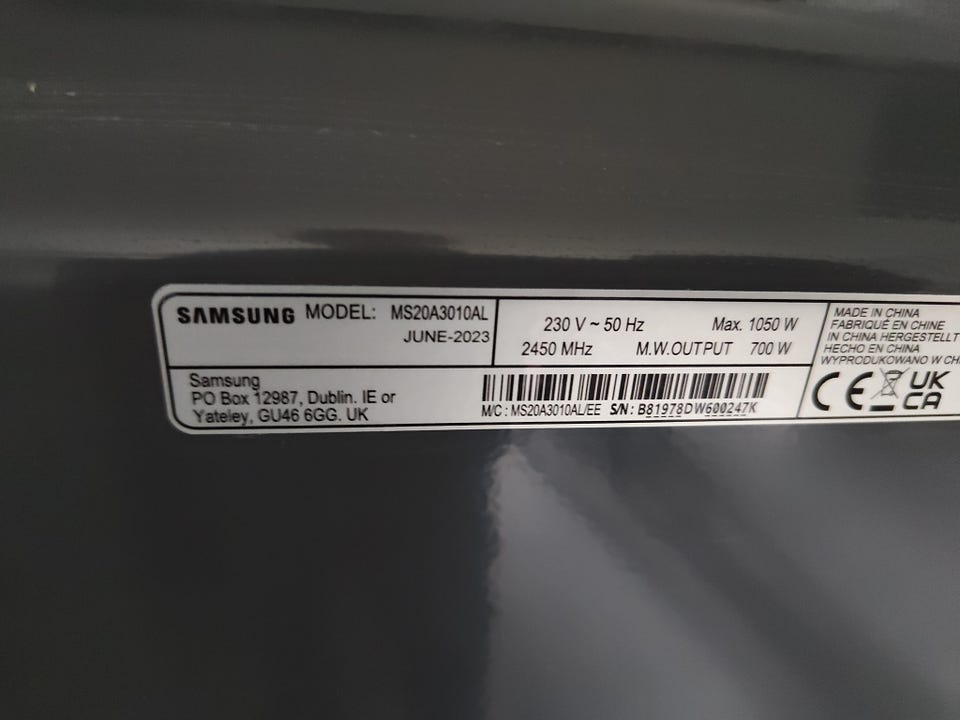 SAMSUNG MODEL: MS20A3010AL
JUNE-2023
230 V ~ 50 Hz Max. 1050 W
2450 MHz M.W.OUTPUT 700 W
Samsung
PO Box 12987, Dublin. IE or
Yateley, GU46 6GG. UK
M/C : MS20A3010AL/EE S/N : B81978DW600247K
MADE IN CHINA
FABRIQUÉ EN CHINE
IN CHINA HERGESTELLT
HECHO EN CHINA
WYPRODUKOWANO W
CE UK
CA